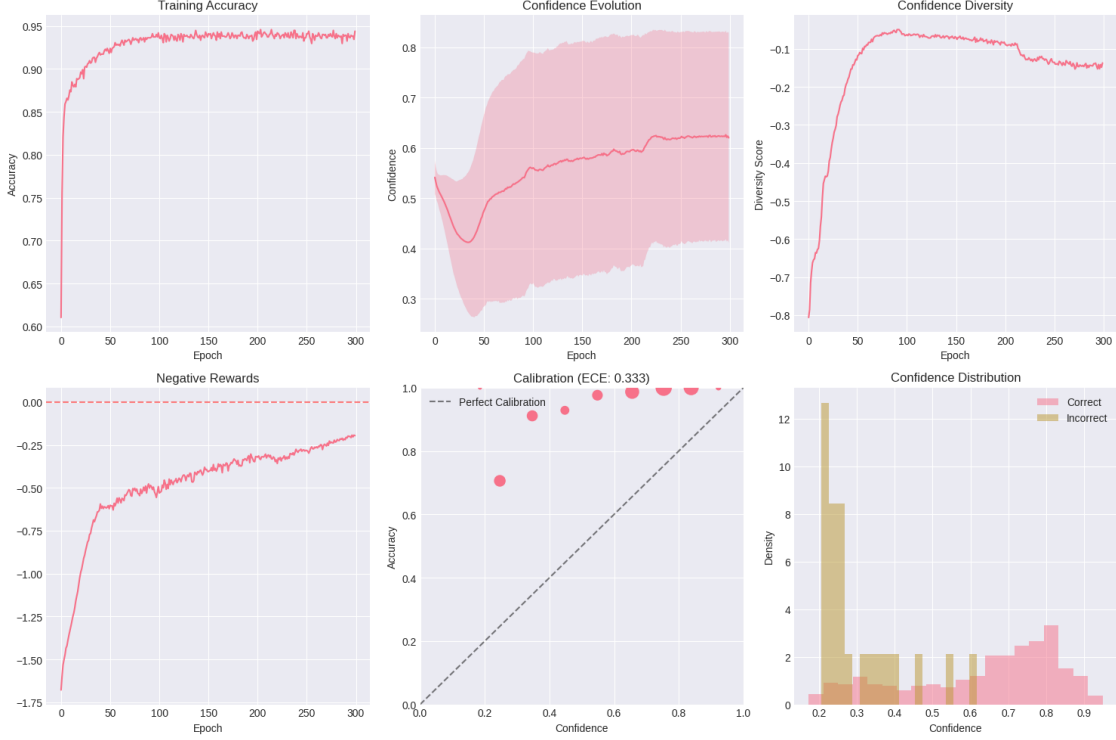 Training Accuracy
0.95
0.90
0.85
0.80
0.75
0.70
0.65
0.60
Accuracy
0 50 100 150 200 250 300
Epoch
Confidence Evolution
0.8
0.7
0.6
0.5
0.4
0.3
Confidence
0 50 100 150 200 250 300
Epoch
Confidence Diversity
−0.1
−0.2
−0.3
−0.4
−0.5
−0.6
−0.7
−0.8
Diversity Score
0 50 100 150 200 250 300
Epoch
Negative Rewards
0.00
−0.25
−0.50
−0.75
−1.00
−1.25
−1.50
−1.75
0 50 100 150 200 250 300
Epoch
Calibration (ECE: 0.333)
Perfect Calibration
1.0
0.8
0.6
0.4
0.2
0.0
Accuracy
0.0 0.2 0.4 0.6 0.8 1.0
Confidence
Confidence Distribution
Correct
Incorrect
12
10
8
6
4
2
0
Density
0.2 0.3 0.4 0.5 0.6 0.7 0.8 0.9
Confidence